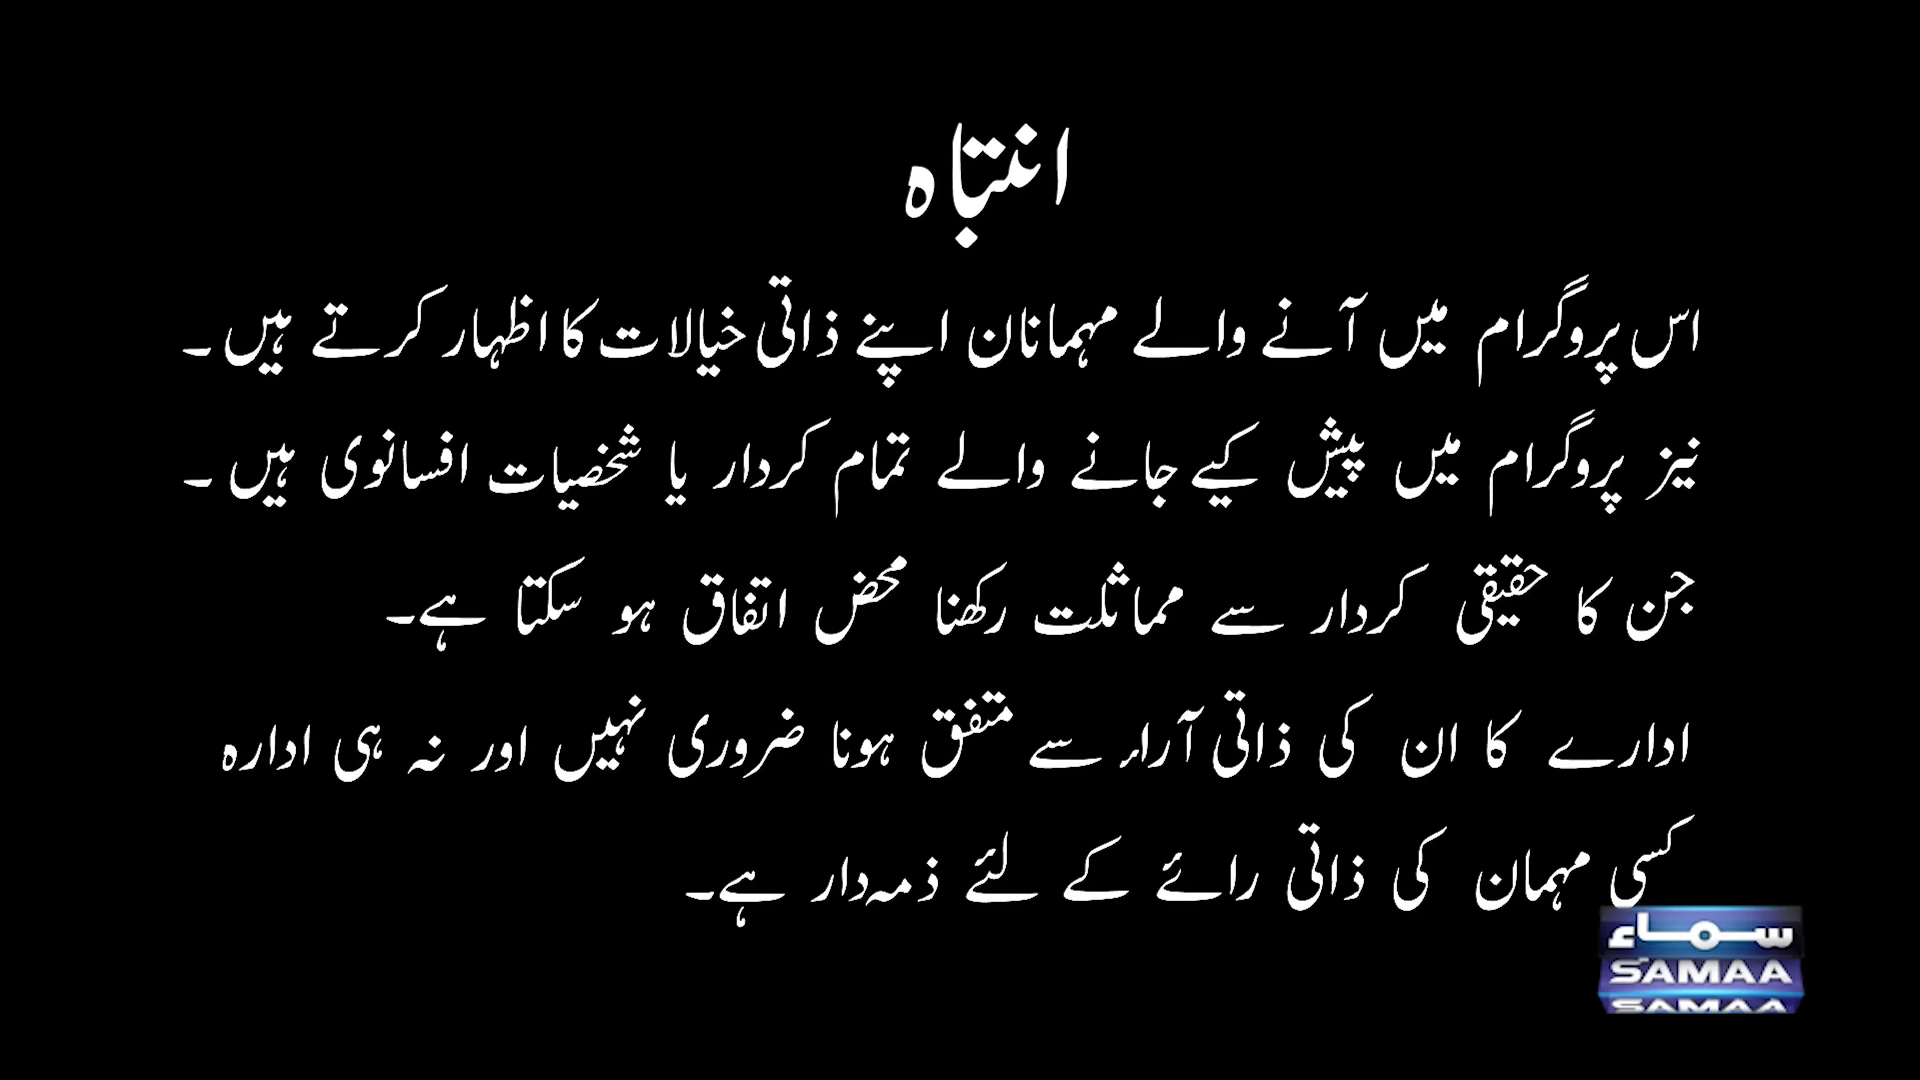 انتباہ
اس پروگرام میں آنے والے مہمانان اپنے ذاتی خیالات کا اظہار کرتے ہیں ۔
نیز پروگرام میں پیش کیے جانے والے تمام کردار یا شخصیات افسانوی ہیں ۔
جن کا حقیقی کردار سے مماثلت رکھنا محض اتفاق ہو سکتا ہے۔
ادارے کا ان کی ذاتی آراء سے متفق ہونا ضروری نہیں اور نہ ہی ادارہ
کسی مہمان کی ذاتی رائے کے لئے ذمہ دار ہے۔
سماء
SAMAA
SAMAA